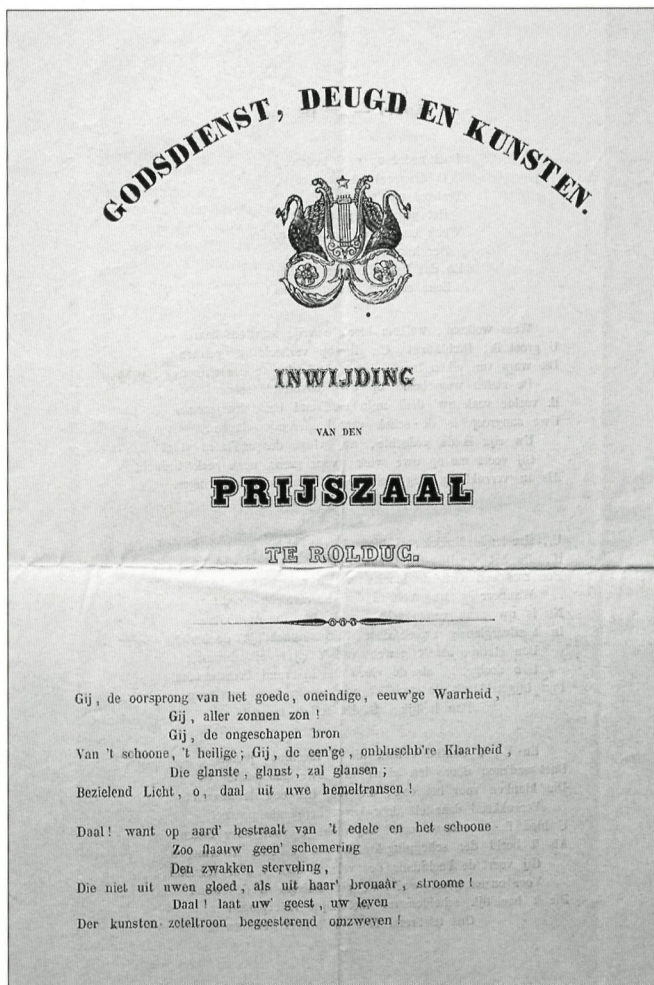 GODSDIENST, DEUGD EN KUNSTEN.
INWIJDING
VAN DEN
PRIJSZAAL
TE ROLDUC.
Gij, de oorsprong van het goede, oneindige, eeuw'ge Waarheid,
Gij, aller zonnen zon!
Gij, de ongeschapen bron
Van 't schoone, 't heilige; Gij, de een'ge, onbluschb're Klaarheid,
Die glanste, glanst, zal glansen;
Bezielend Licht, o, daal uit uwe hemeltransen!
Daal! want op aard' bestraalt van 't edele en het schoone
Zoo flaauw geen' schemering
Den zwakken sterveling,
Die niet uit uwen gloed, als uit haar' bronaâr, stroome!
Daal! laat uw' geest, uw leven
Der kunsten zeteltroon begeesterend omzweven!